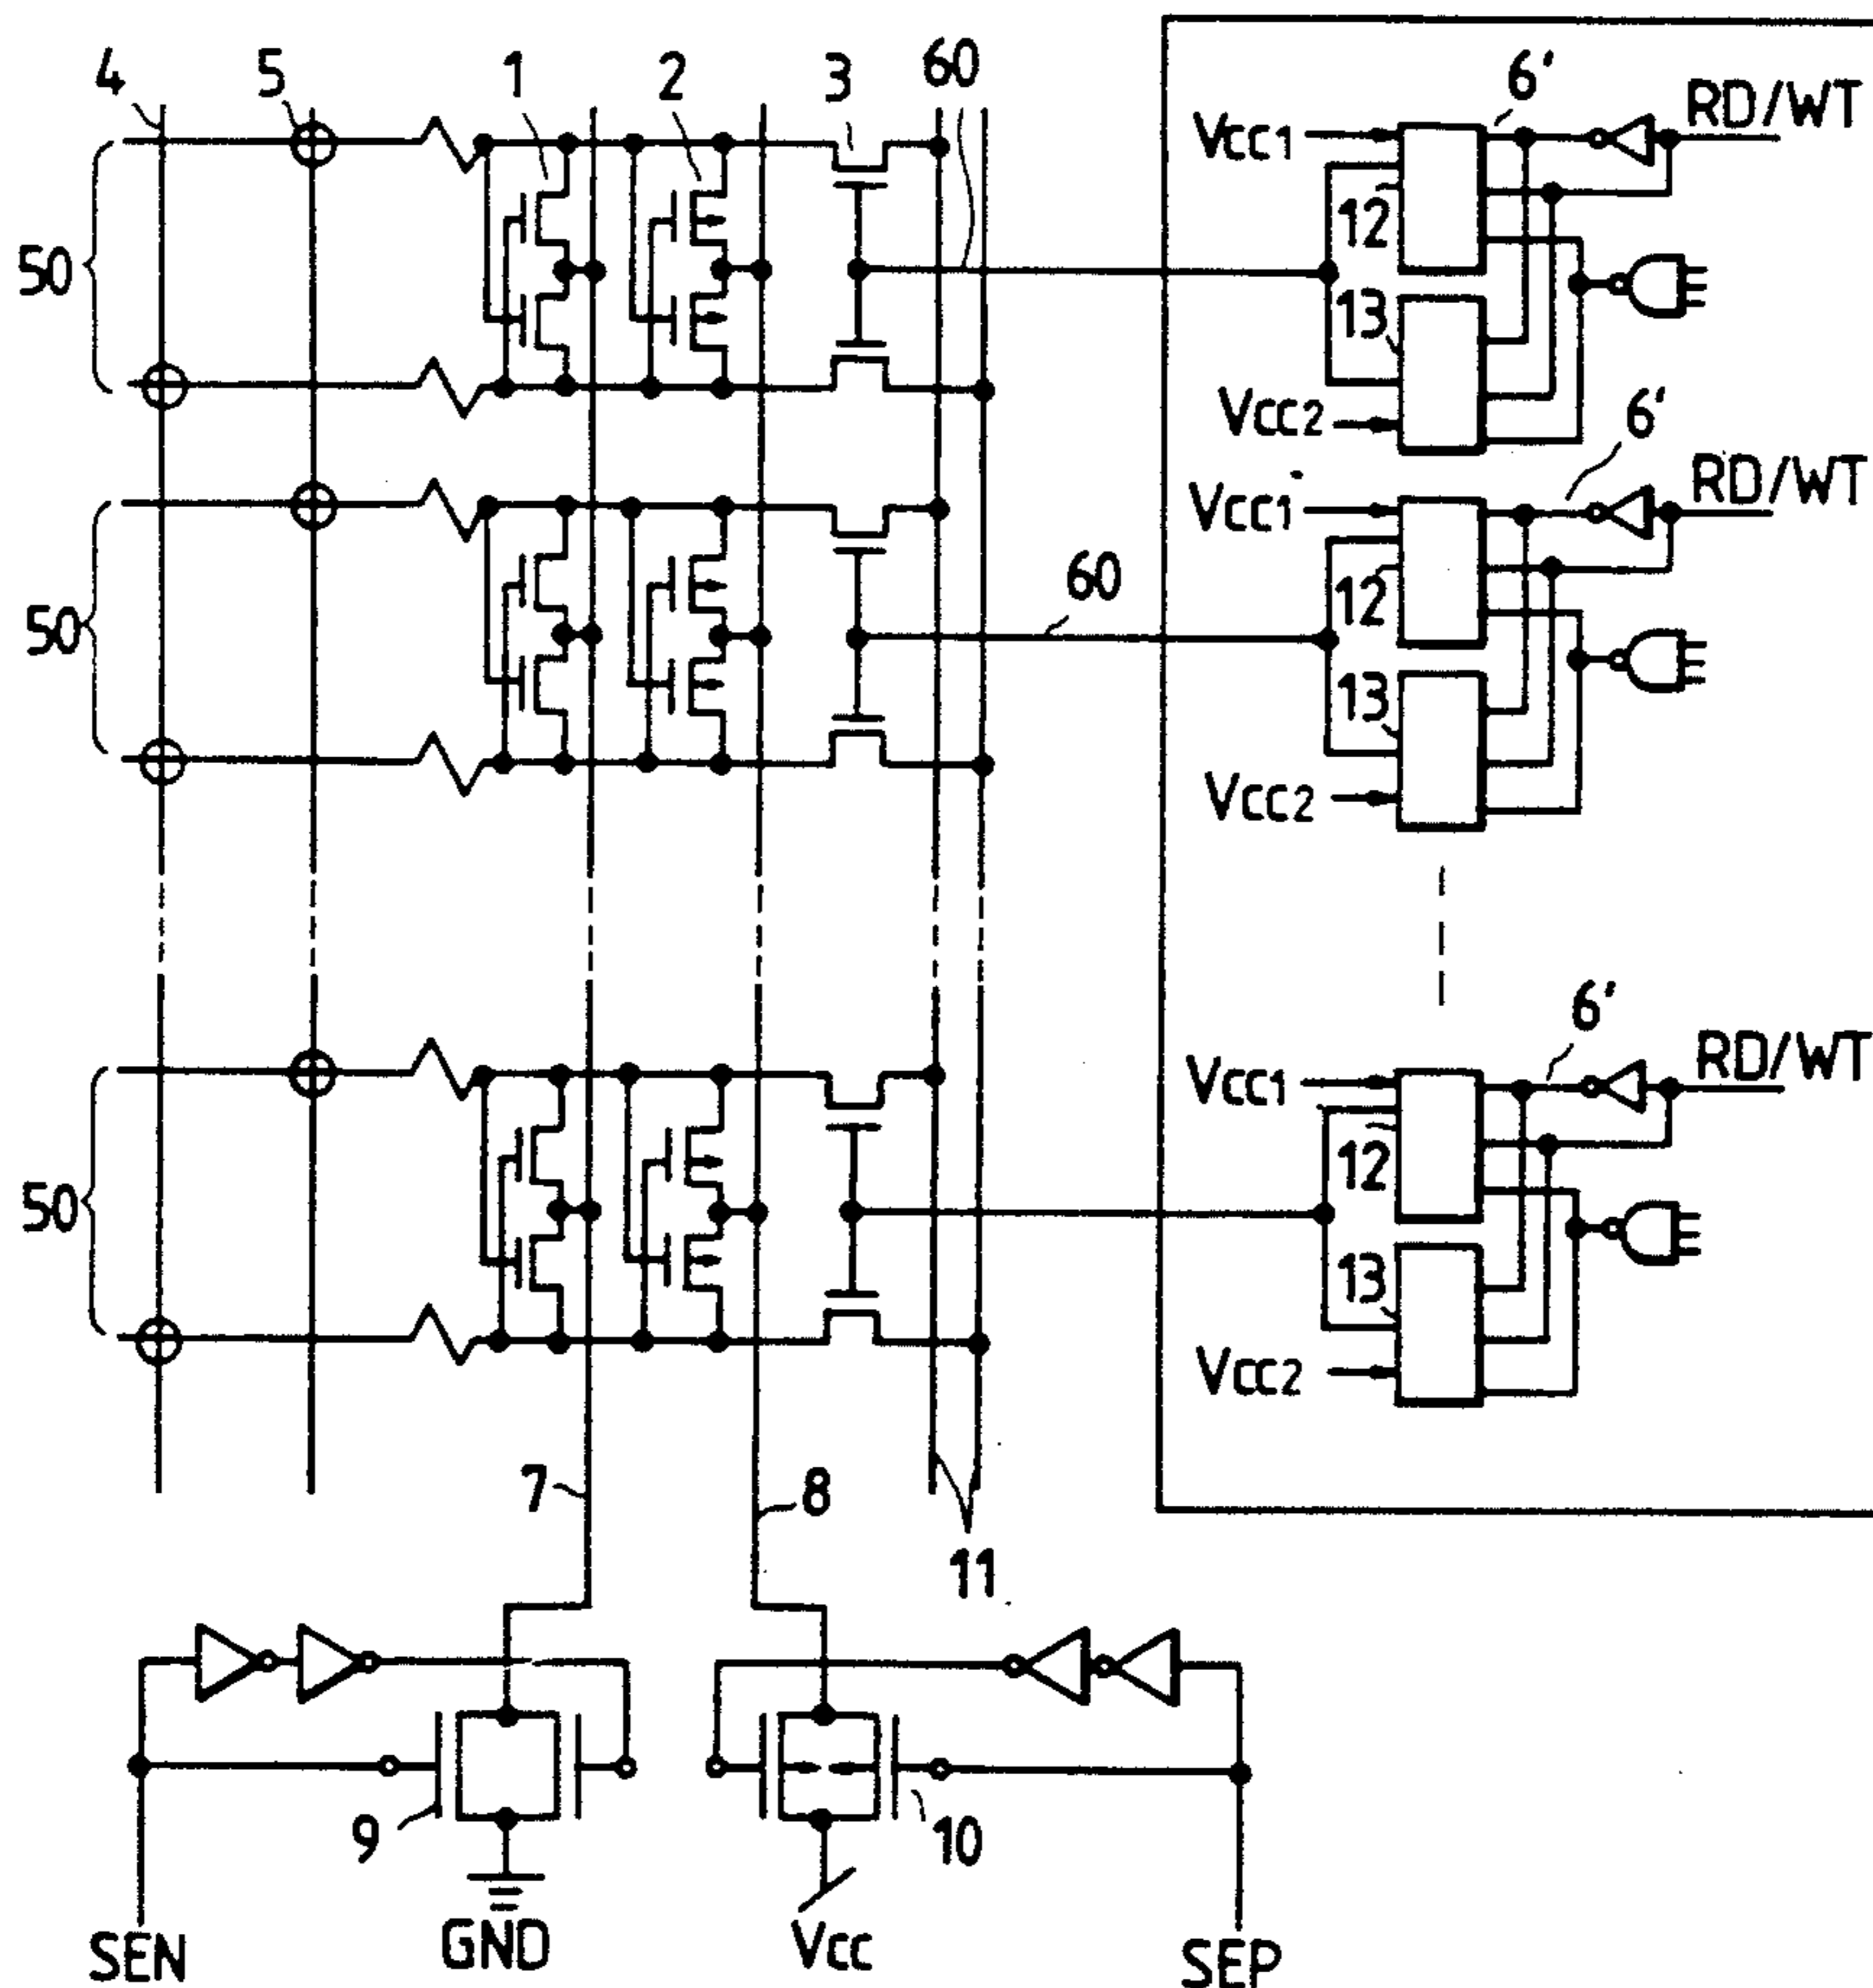 4 5 1 2 3 60 6'
VCC1 RD/WT
12
50
13
VCC2 6'
VCC1 RD/WT
60 12
50
13
VCC2
6'
VCC1 RD/WT
12
50
13
VCC2
7 8
11
9 10
SEN GND VCC SEP